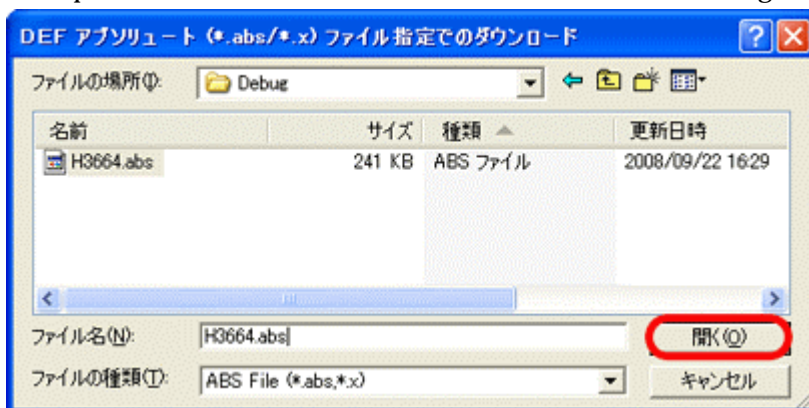 DEF アブソリュート (*.abs/*.x) ファイル指定でのダウンロード
ファイルの場所(I):
Debug
名前 サイズ 種類 更新日時
H3664.abs 241 KB ABS ファイル 2008/09/22 16:29
ファイル名(N): H3664.abs 開く(O)
ファイルの種類(T): ABS File (*.abs,*.x) キャンセル